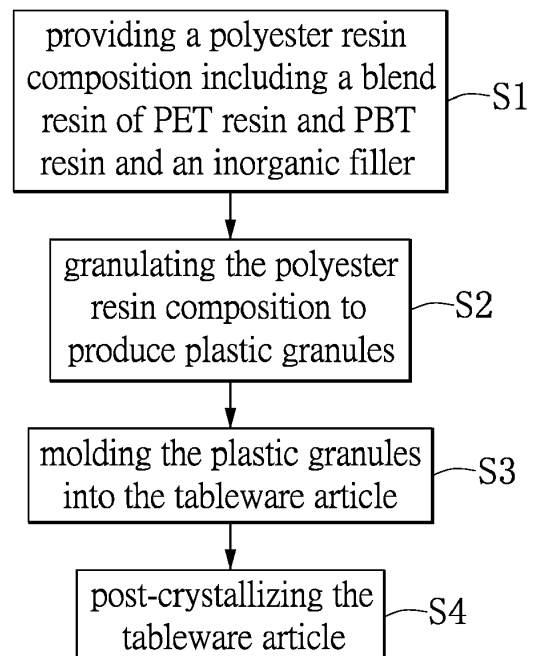 providing a polyester resin
composition including a blend
resin of PET resin and PBT
resin and an inorganic filler
S1
granulating the polyester
resin composition to
produce plastic granules
S2
molding the plastic granules
into the tableware article
S3
post-crystallizing the
tableware article
S4